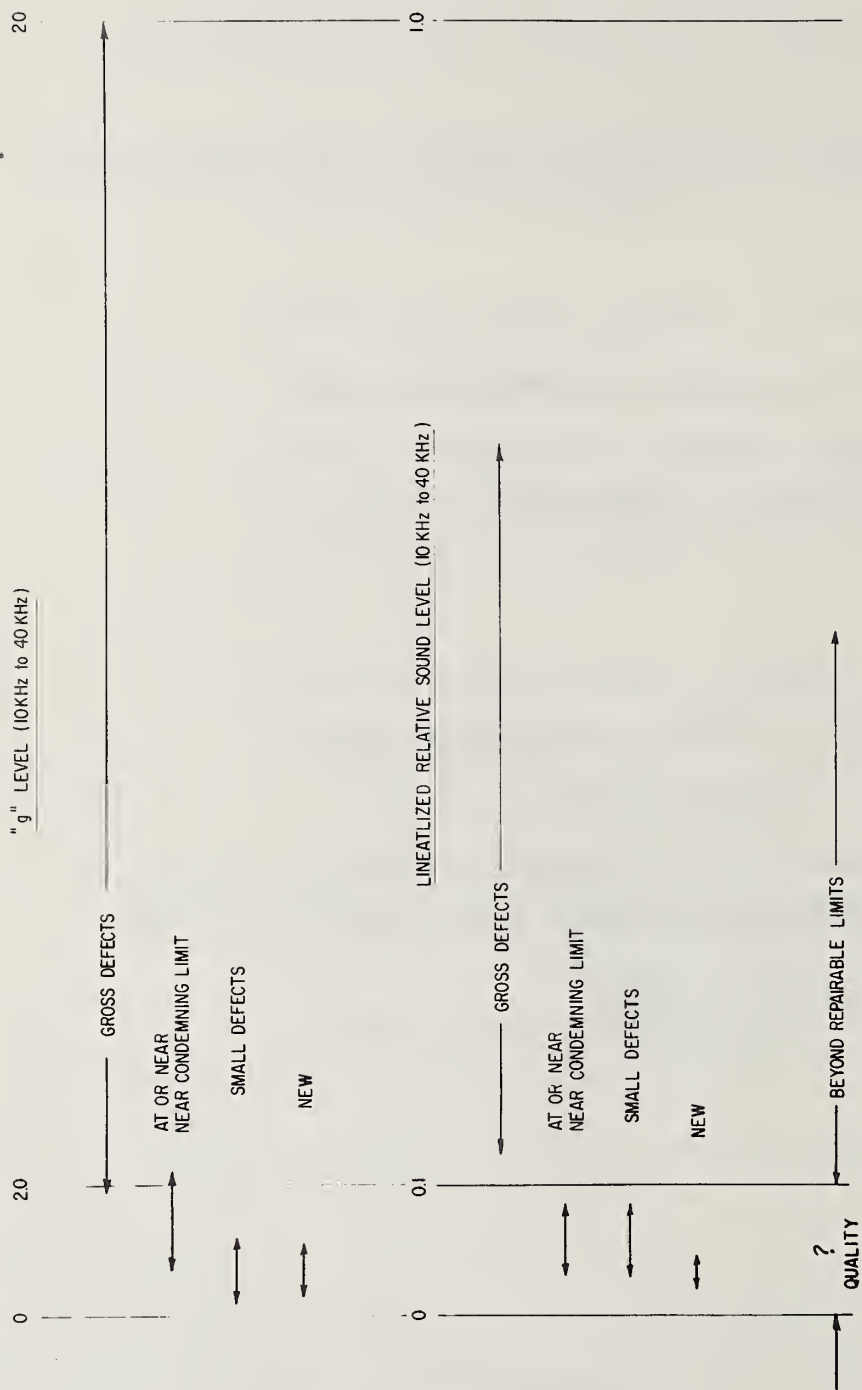 "g" LEVEL (10KHz to 40 KHz)
0 2.0 20
GROSS DEFECTS
AT OR NEAR
NEAR CONDEMNING LIMIT
SMALL DEFECTS
NEW
LINEATLIZED RELATIVE SOUND LEVEL (10 KHz to 40 KHz)
0 0.1 1.0
GROSS DEFECTS
AT OR NEAR
NEAR CONDEMNING LIMIT
SMALL DEFECTS
NEW
?
QUALITY
BEYOND REPAIRABLE LIMITS